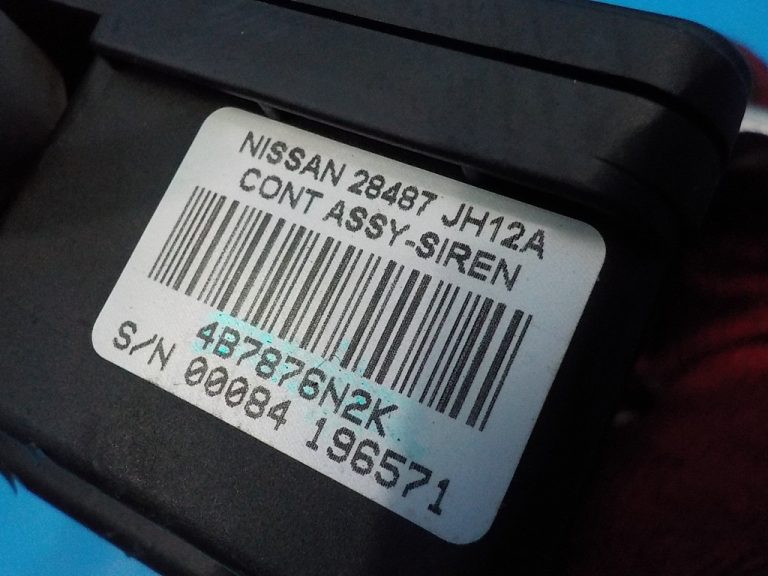 NISSAN 28487 JH12A
CONT ASSY-SIREN
4B7876N2K
S/N 00084 196571